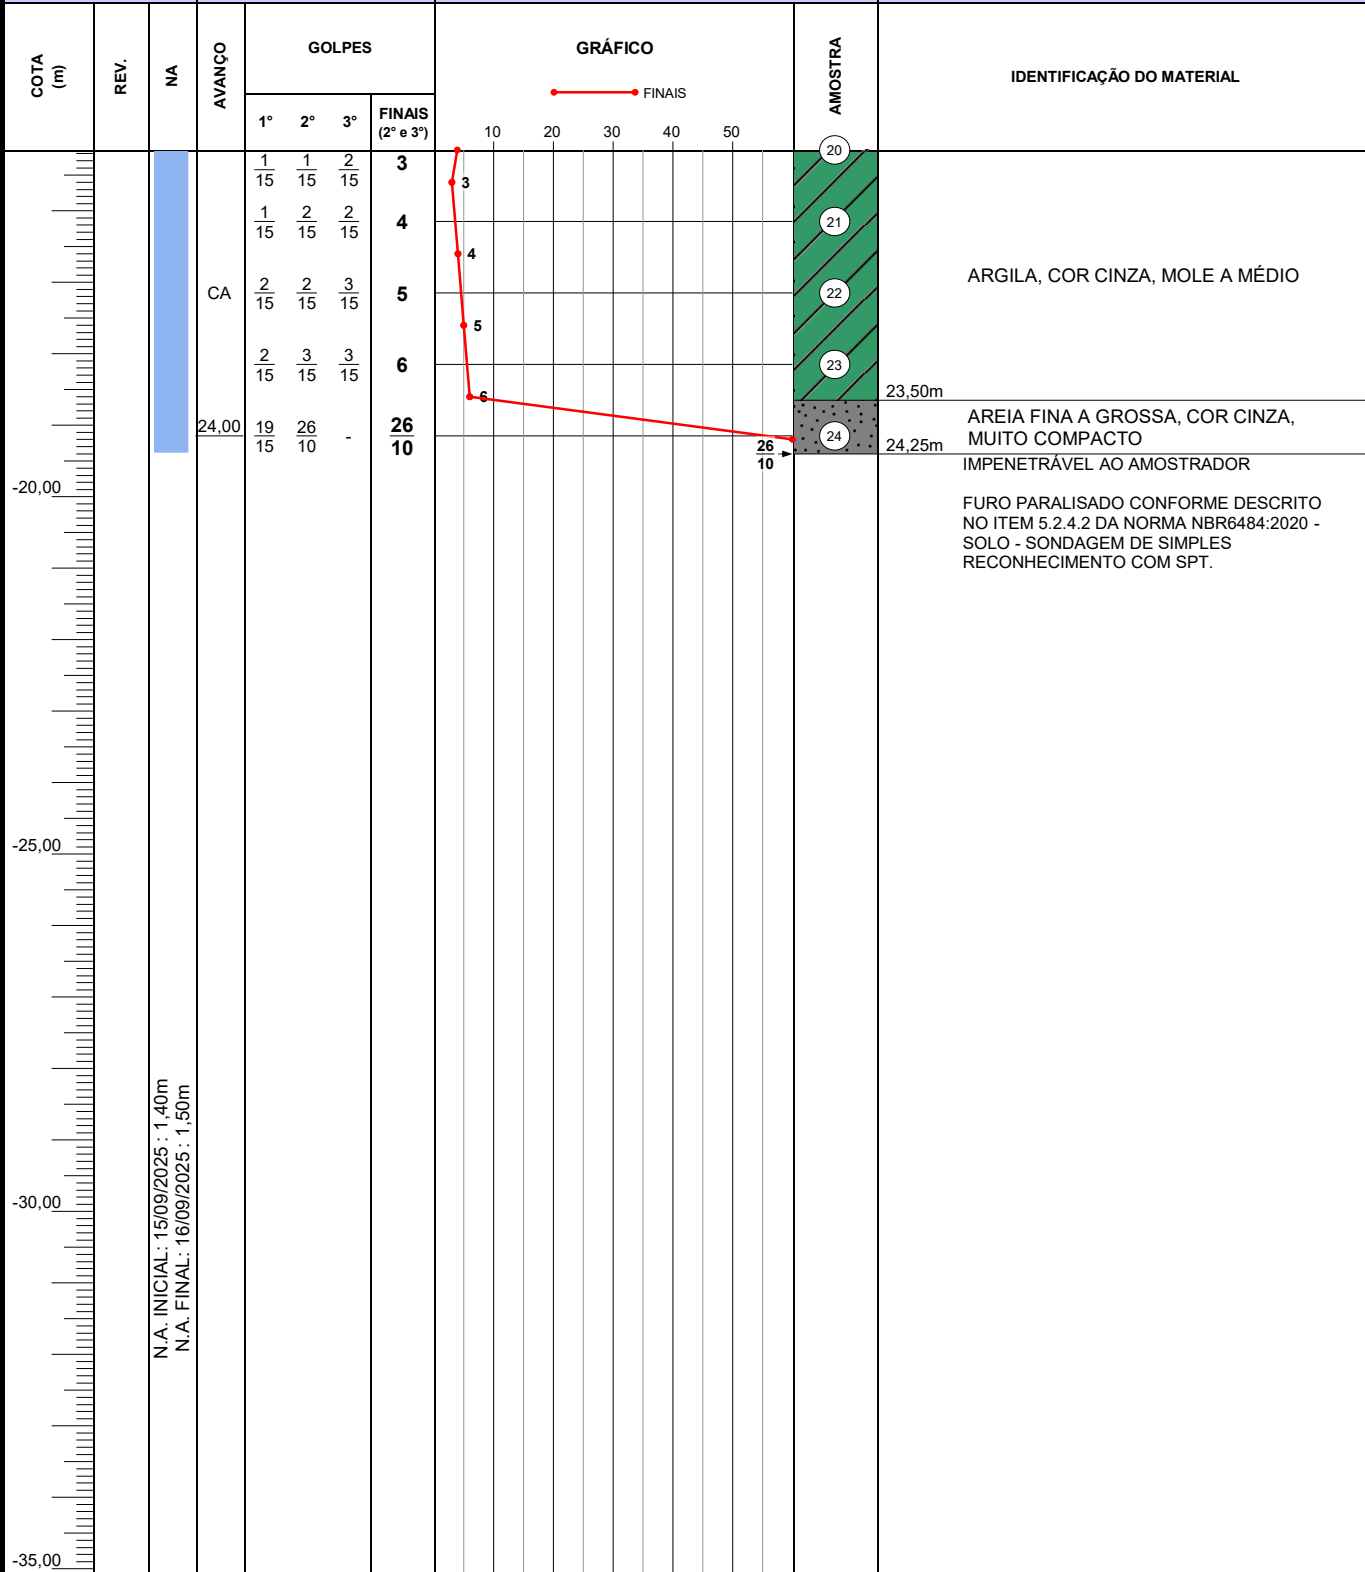 COTA (m)
REV.
NA
AVANÇO
GOLPES
1° 2° 3° FINAIS (2° e 3°)
GRÁFICO
FINAIS
10 20 30 40 50
AMOSTRA
IDENTIFICAÇÃO DO MATERIAL
20
1/15 1/15 2/15 3
3
1/15 2/15 2/15 4
21
4
ARGILA, COR CINZA, MOLE A MÉDIO
CA 2/15 2/15 3/15 5
22
5
2/15 3/15 3/15 6
23
6
23,50m
24,00 19/15 26/10 - 26/10
24
26/10
AREIA FINA A GROSSA, COR CINZA,
MUITO COMPACTO
24,25m
IMPENETRÁVEL AO AMOSTRADOR
FURO PARALISADO CONFORME DESCRITO
NO ITEM 5.2.4.2 DA NORMA NBR6484:2020 -
SOLO - SONDAGEM DE SIMPLES
RECONHECIMENTO COM SPT.
-20,00
-25,00
-30,00
-35,00
N.A. INICIAL: 15/09/2025 : 1,40m
N.A. FINAL: 16/09/2025 : 1,50m